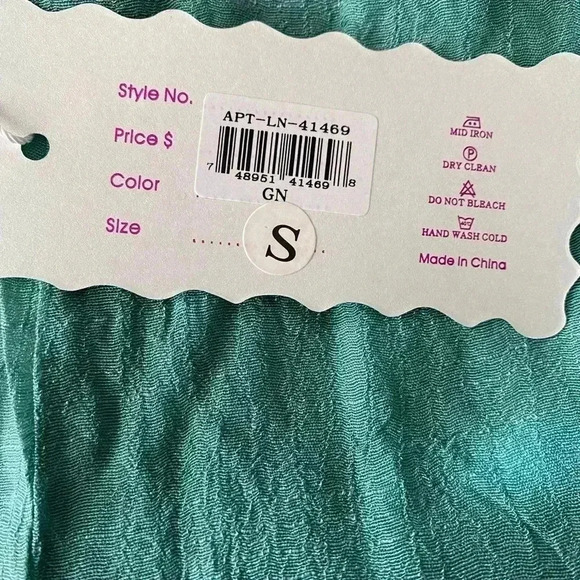 Style No.
APT-LN-41469
Price $
7 48951 41469 8
Color
GN
Size
S
MID IRON
P
DRY CLEAN
DO NOT BLEACH
HAND WASH COLD
Made in China